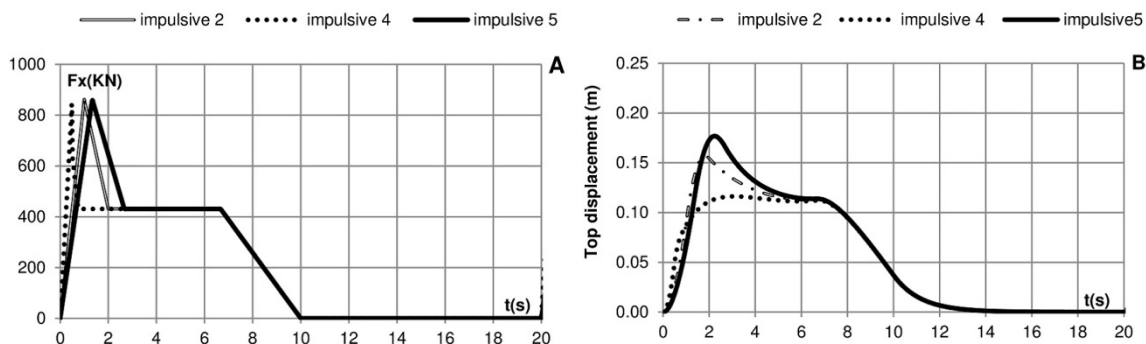 impulsive 2 impulsive 4 impulsive 5
A
Fx(KN)
1000
800
600
400
200
0
t(s)
0 2 4 6 8 10 12 14 16 18 20
impulsive 2 impulsive 4 impulsive5
B
Top displacement (m)
0.25
0.20
0.15
0.10
0.05
0.00
t(s)
0 2 4 6 8 10 12 14 16 18 20